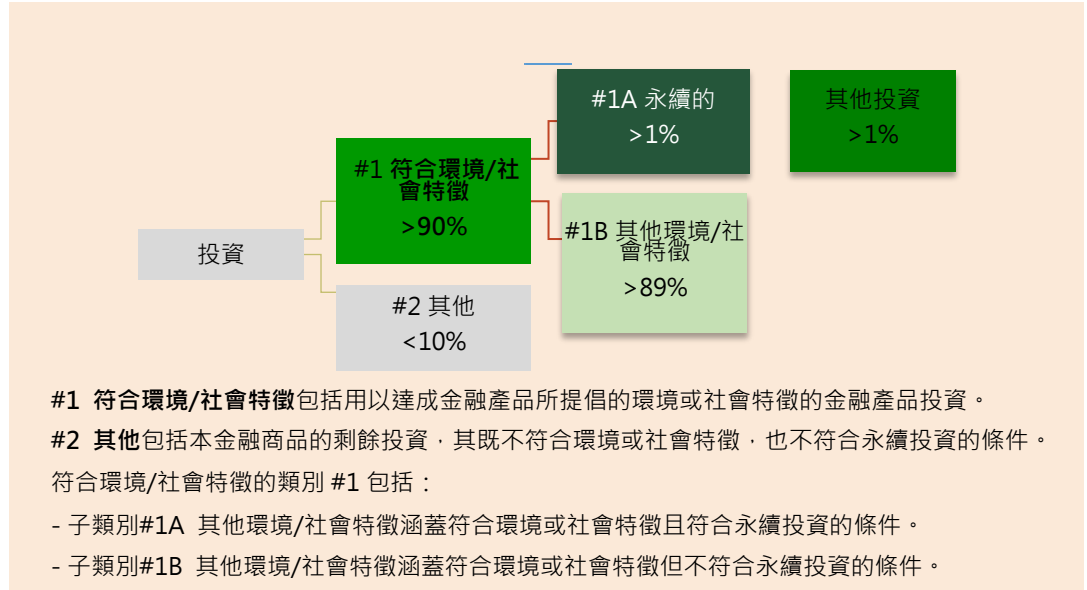 #1A 永續的
>1%
其他投資
>1%
#1 符合環境/社
會特徵
>90%
#1B 其他環境/社
會特徵
>89%
投資
#2 其他
<10%
#1 符合環境/社會特徵包括用以達成金融產品所提倡的環境或社會特徵的金融產品投資。
#2 其他包括本金融商品的剩餘投資，其既不符合環境或社會特徵，也不符合永續投資的條件。
符合環境/社會特徵的類別 #1 包括：
- 子類別#1A 其他環境/社會特徵涵蓋符合環境或社會特徵且符合永續投資的條件。
- 子類別#1B 其他環境/社會特徵涵蓋符合環境或社會特徵但不符合永續投資的條件。